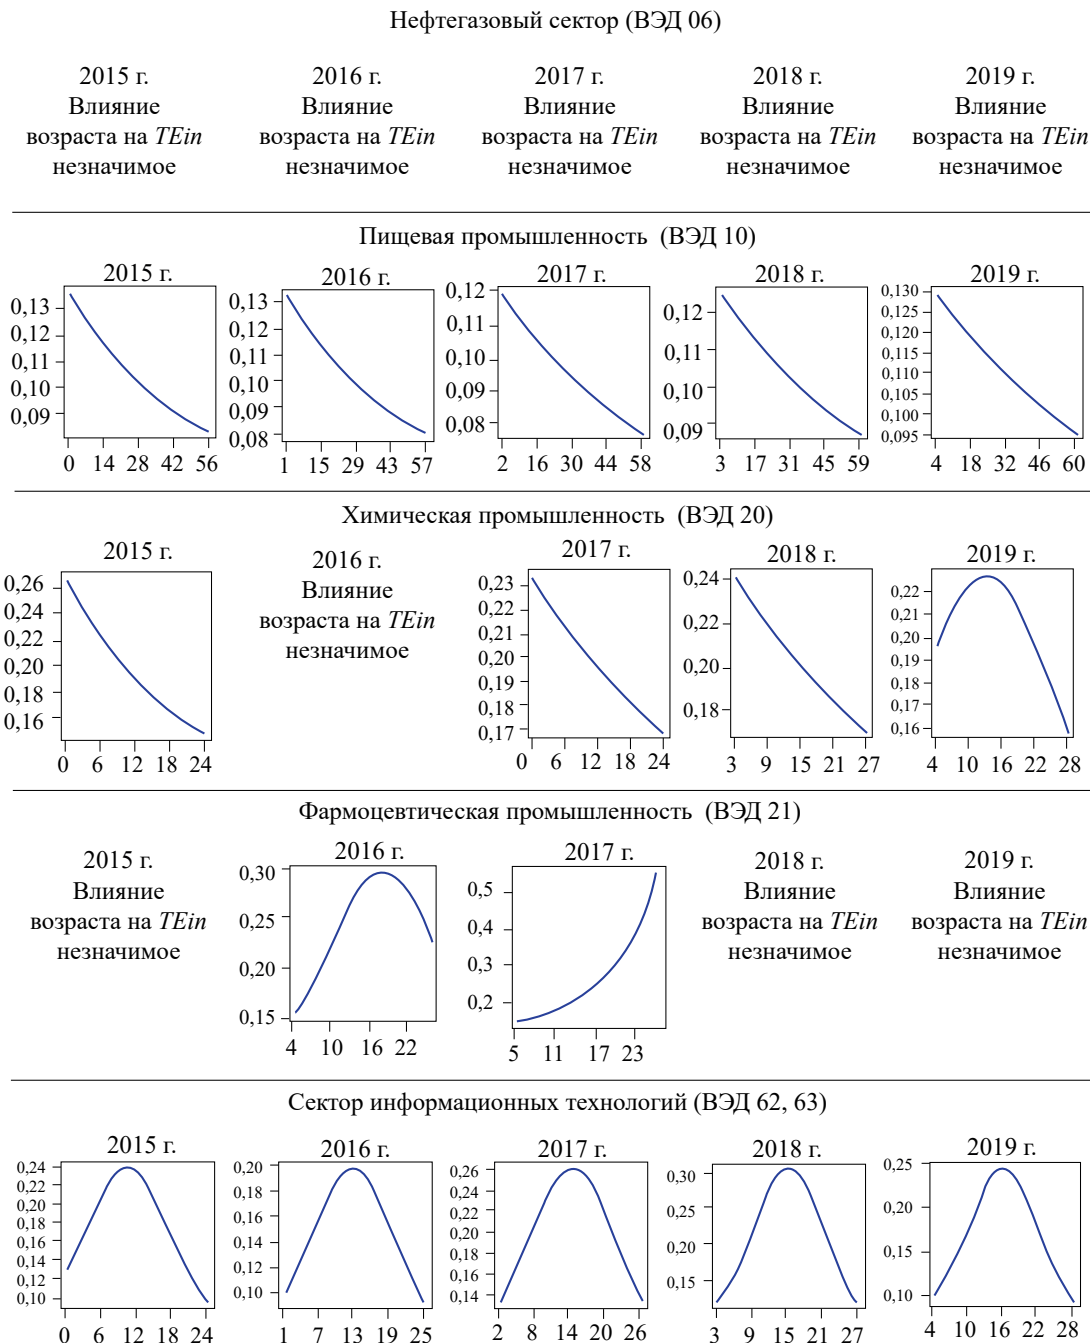 Нефтегазовый сектор (ВЭД 06)
2015 г. 2016 г. 2017 г. 2018 г. 2019 г.
Влияние Влияние Влияние Влияние Влияние
возраста на TEin возраста на TEin возраста на TEin возраста на TEin возраста на TEin
незначимое незначимое незначимое незначимое незначимое
Пищевая промышленность (ВЭД 10)
2015 г.
0,13
0,12
0,11
0,10
0,09
0 14 28 42 56
2016 г.
0,13
0,12
0,11
0,10
0,09
0,08
1 15 29 43 57
2017 г.
0,12
0,11
0,10
0,09
0,08
2 16 30 44 58
2018 г.
0,12
0,11
0,10
0,09
3 17 31 45 59
2019 г.
0,130
0,125
0,120
0,115
0,110
0,105
0,100
0,095
4 18 32 46 60
Химическая промышленность (ВЭД 20)
2015 г.
0,26
0,24
0,22
0,20
0,18
0,16
0 6 12 18 24
2016 г.
Влияние
возраста на TEin
незначимое
2017 г.
0,23
0,22
0,21
0,20
0,19
0,18
0,17
0 6 12 18 24
2018 г.
0,24
0,22
0,20
0,18
3 9 15 21 27
2019 г.
0,22
0,21
0,20
0,19
0,18
0,17
0,16
4 10 16 22 28
Фармоцевтическая промышленность (ВЭД 21)
2015 г.
Влияние
возраста на TEin
незначимое
2016 г.
0,30
0,25
0,20
0,15
4 10 16 22
2017 г.
0,5
0,4
0,3
0,2
5 11 17 23
2018 г.
Влияние
возраста на TEin
незначимое
2019 г.
Влияние
возраста на TEin
незначимое
Сектор информационных технологий (ВЭД 62, 63)
2015 г.
0,24
0,22
0,20
0,18
0,16
0,14
0,12
0,10
0 6 12 18 24
2016 г.
0,20
0,18
0,16
0,14
0,12
0,10
1 7 13 19 25
2017 г.
0,26
0,24
0,22
0,20
0,18
0,16
0,14
2 8 14 20 26
2018 г.
0,30
0,25
0,20
0,15
3 9 15 21 27
2019 г.
0,25
0,20
0,15
0,10
4 10 16 22 28